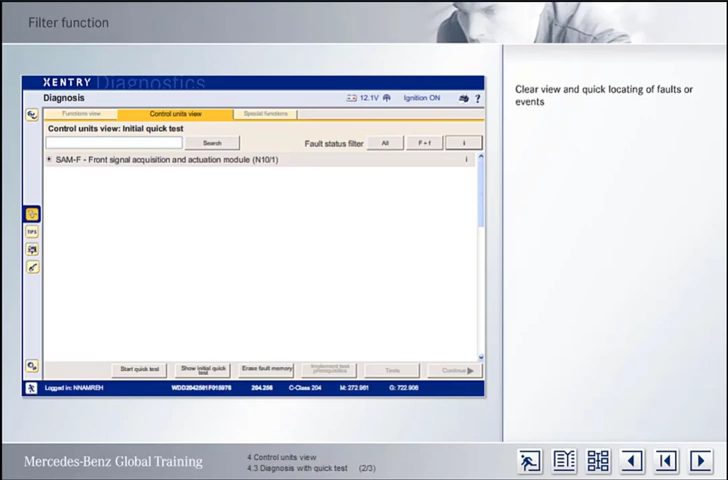 Filter function
XENTRY Diagnostics
Diagnosis
12.1V
Ignition ON
?
Functions view
Control units view
Special functions
Control units view: Initial quick test
Search
Fault status filter
All
F + f
i
SAM-F - Front signal acquisition and actuation module (N10/1)
i
TIPS
Start quick test
Show initial quick
test
Erase fault memory
Implement test
prerequisites
Tests
Continue
Logged in: NNAMREH
204.256
C-Class 204
M: 272.961
G: 722.906
Clear view and quick locating of faults or
events
Mercedes-Benz Global Training
4 Control units view
4.3 Diagnosis with quick test (2/3)